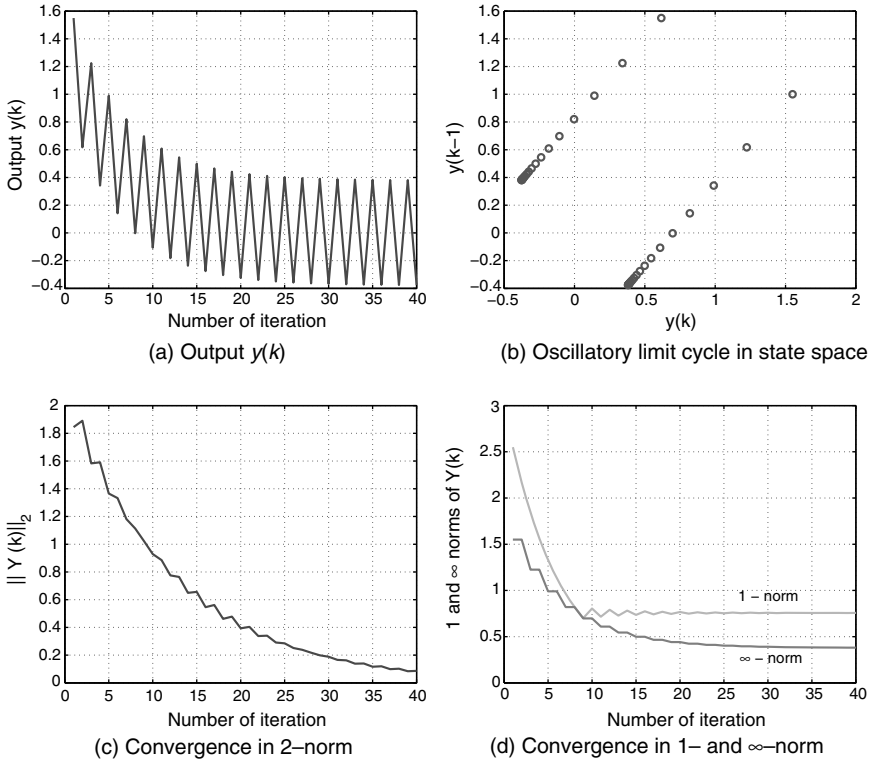 1.6
1.4
1.2
1
0.8
0.6
0.4
0.2
0
−0.2
−0.4
Output y(k)
0 5 10 15 20 25 30 35 40
Number of iteration
(a) Output y(k)
1.6
1.4
1.2
1
0.8
0.6
0.4
0.2
0
−0.2
−0.4
y(k−1)
−0.5 0 0.5 1 1.5 2
y(k)
(b) Oscillatory limit cycle in state space
2
1.8
1.6
1.4
1.2
1
0.8
0.6
0.4
0.2
0
|| Y (k)||2
0 5 10 15 20 25 30 35 40
Number of iteration
(c) Convergence in 2–norm
3
2.5
2
1.5
1
0.5
0
1 and ∞ norms of Y(k)
1 – norm
∞ – norm
0 5 10 15 20 25 30 35 40
Number of iteration
(d) Convergence in 1– and ∞–norm